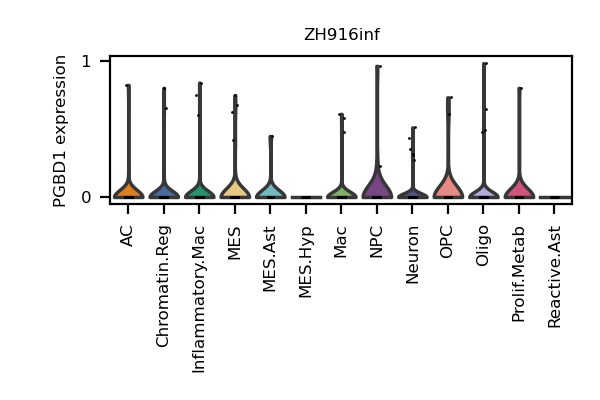 ZH916inf
PGBD1 expression
1
0
AC
Chromatin.Reg
Inflammatory.Mac
MES
MES.Ast
MES.Hyp
Mac
NPC
Neuron
OPC
Oligo
Prolif.Metab
Reactive.Ast